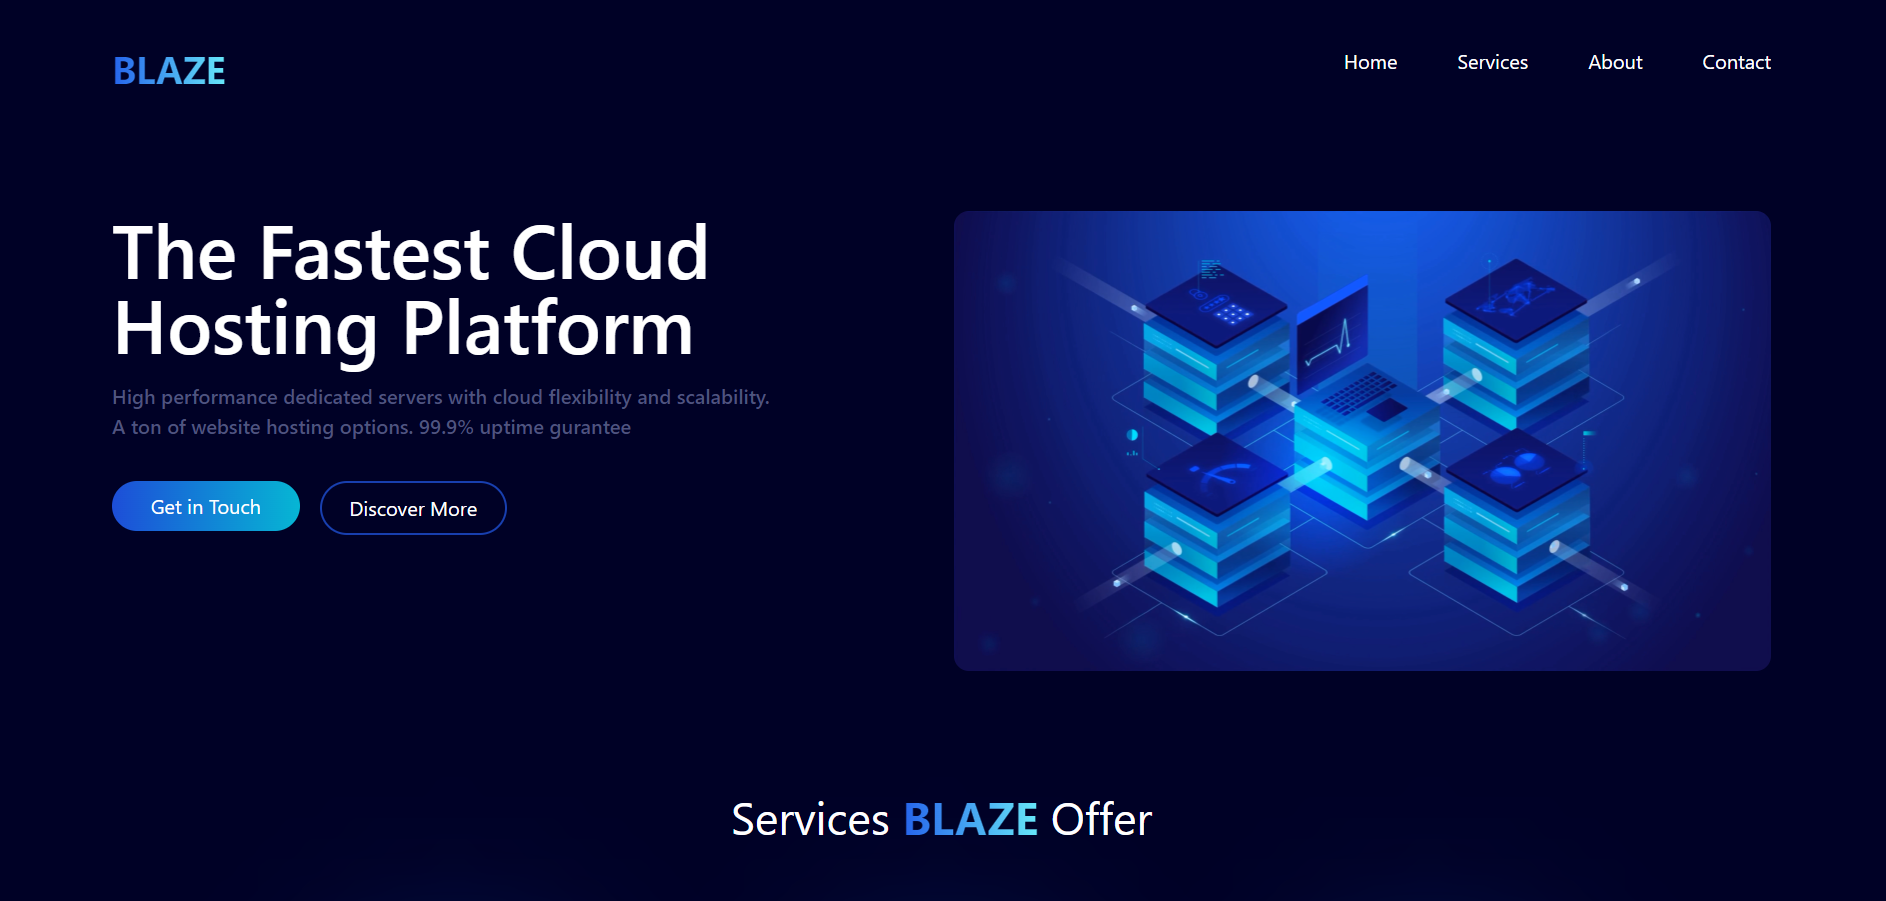 BLAZE
Home Services About Contact
The Fastest Cloud
Hosting Platform
High performance dedicated servers with cloud flexibility and scalability.
A ton of website hosting options. 99.9% uptime gurantee
Get in Touch
Discover More
Services BLAZE Offer